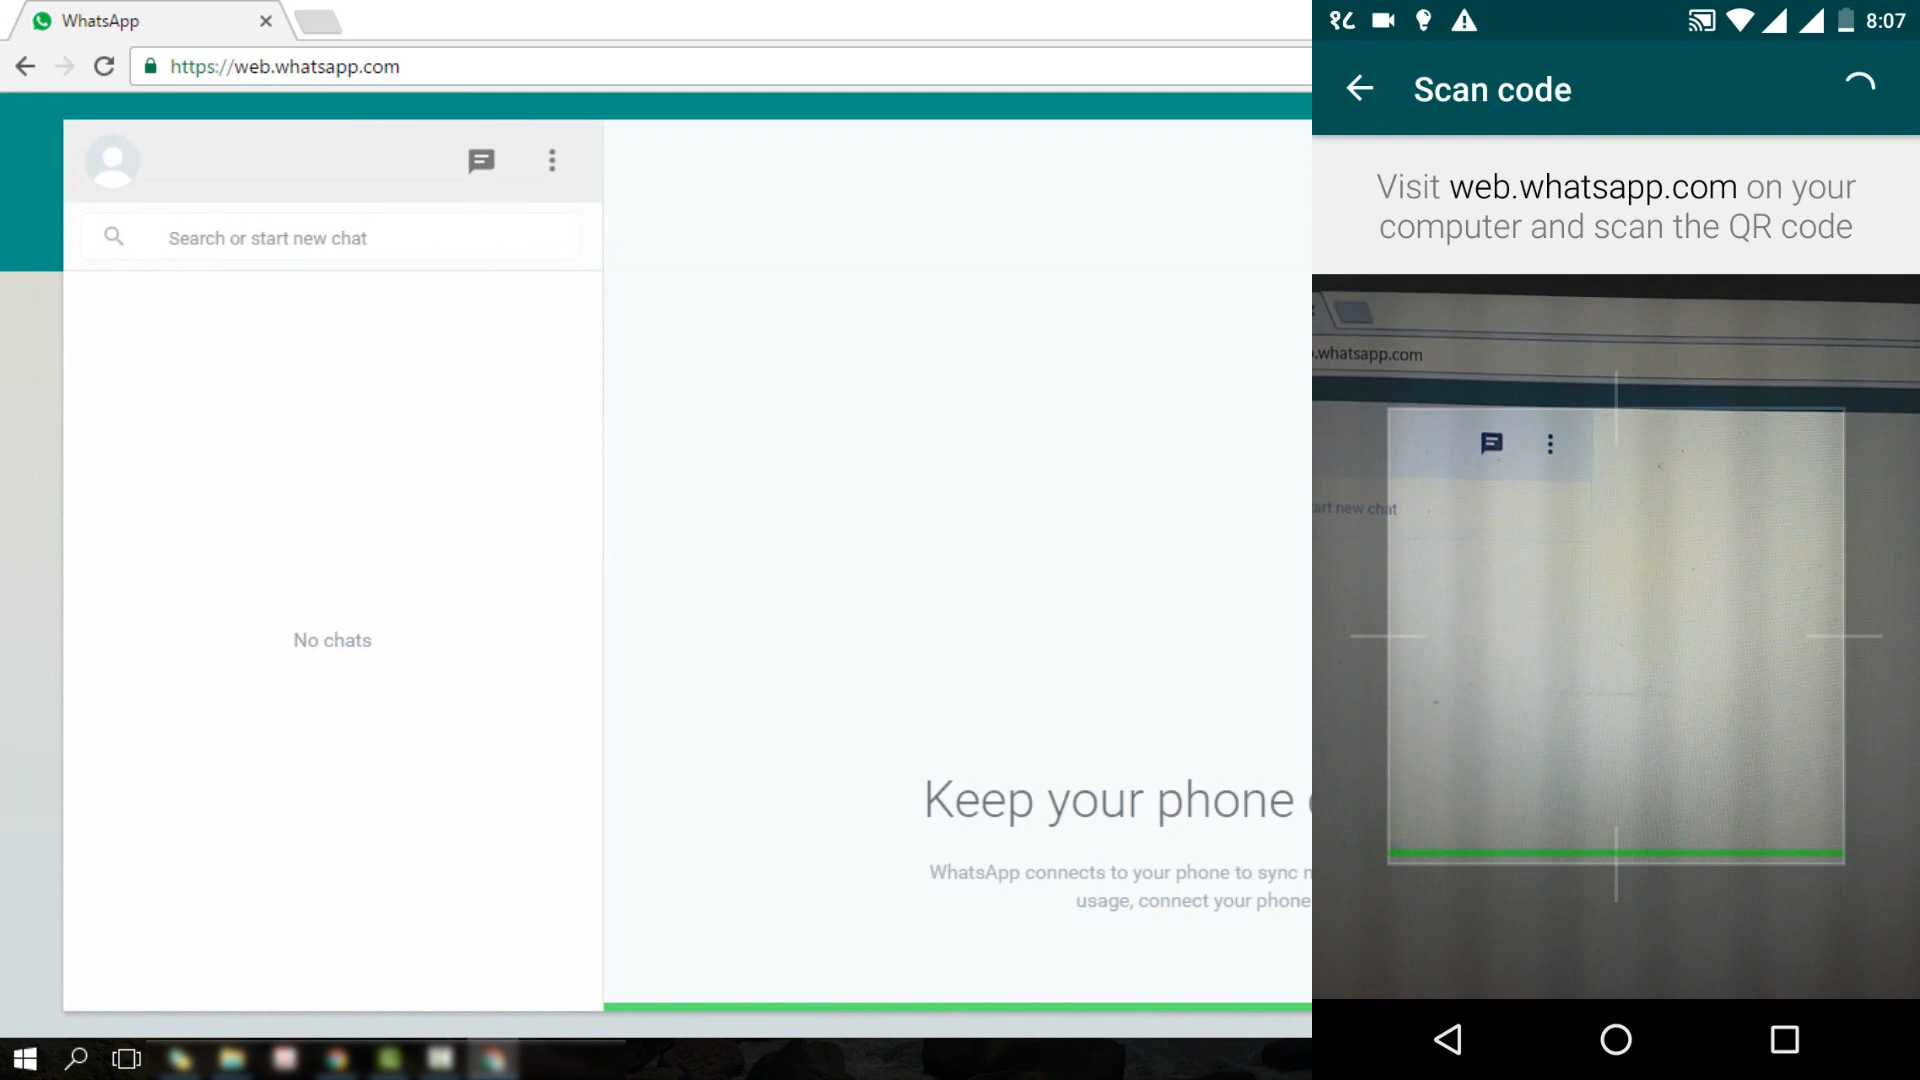 WhatsApp
https://web.whatsapp.com
Search or start new chat
No chats
Keep your phone
WhatsApp connects to your phone to sync
usage, connect your phone
१८
8:07
Scan code
Visit web.whatsapp.com on your
computer and scan the QR code
.whatsapp.com
art new chat